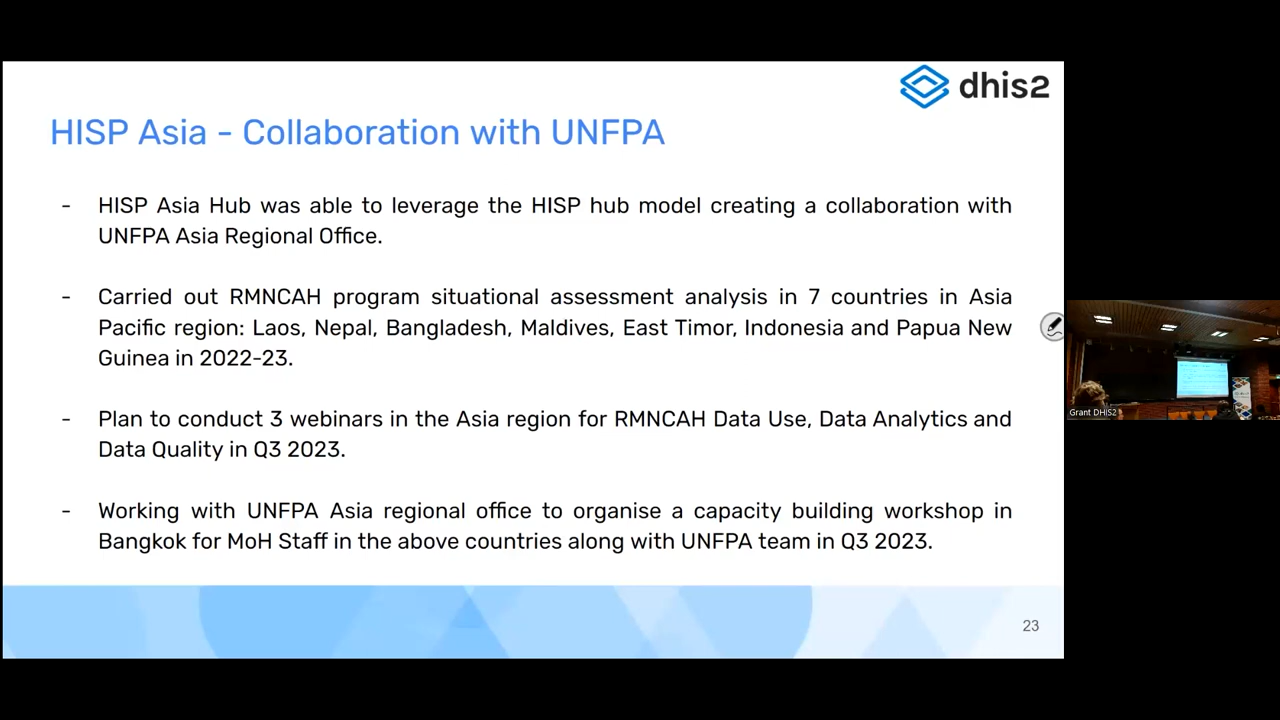 dhis2
HISP Asia - Collaboration with UNFPA
- HISP Asia Hub was able to leverage the HISP hub model creating a collaboration with
UNFPA Asia Regional Office.
- Carried out RMNCAH program situational assessment analysis in 7 countries in Asia
Pacific region: Laos, Nepal, Bangladesh, Maldives, East Timor, Indonesia and Papua New
Guinea in 2022-23.
- Plan to conduct 3 webinars in the Asia region for RMNCAH Data Use, Data Analytics and
Data Quality in Q3 2023.
- Working with UNFPA Asia regional office to organise a capacity building workshop in
Bangkok for MoH Staff in the above countries along with UNFPA team in Q3 2023.
23
Grant DHIS2